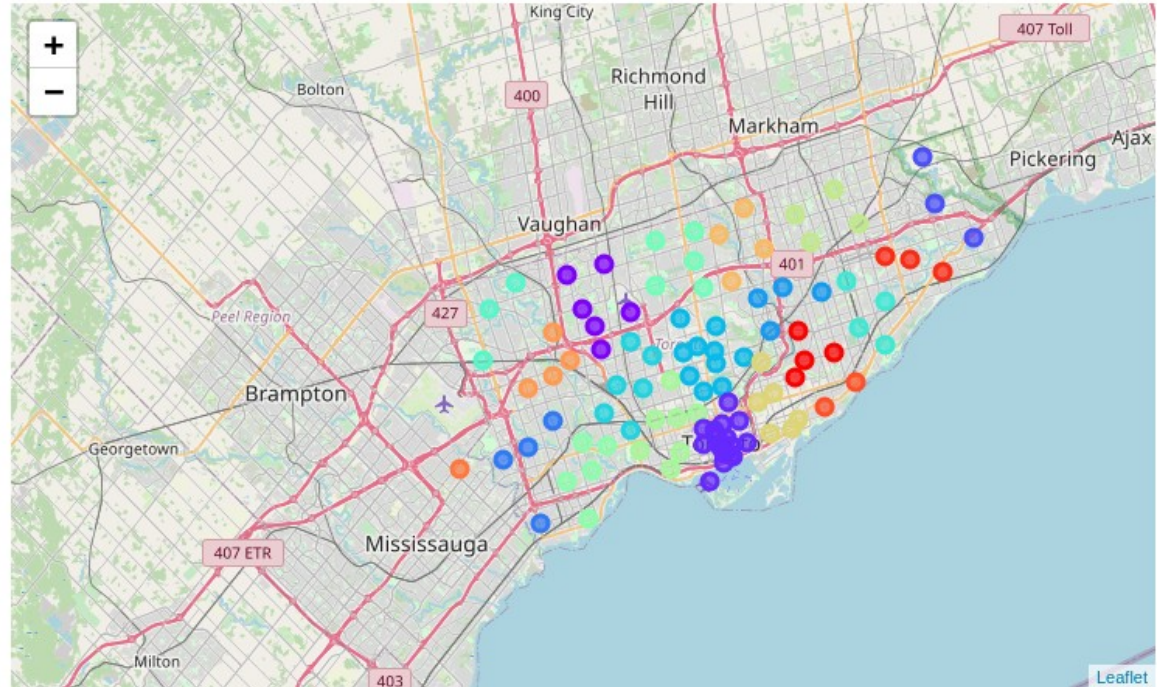 King City
407 Toll
+
−
Richmond
Hill
Bolton
400
Markham
Ajax
Pickering
Vaughan
401
427
Peel Region
Brampton
Georgetown
Mississauga
407 ETR
Milton
403
Leaflet